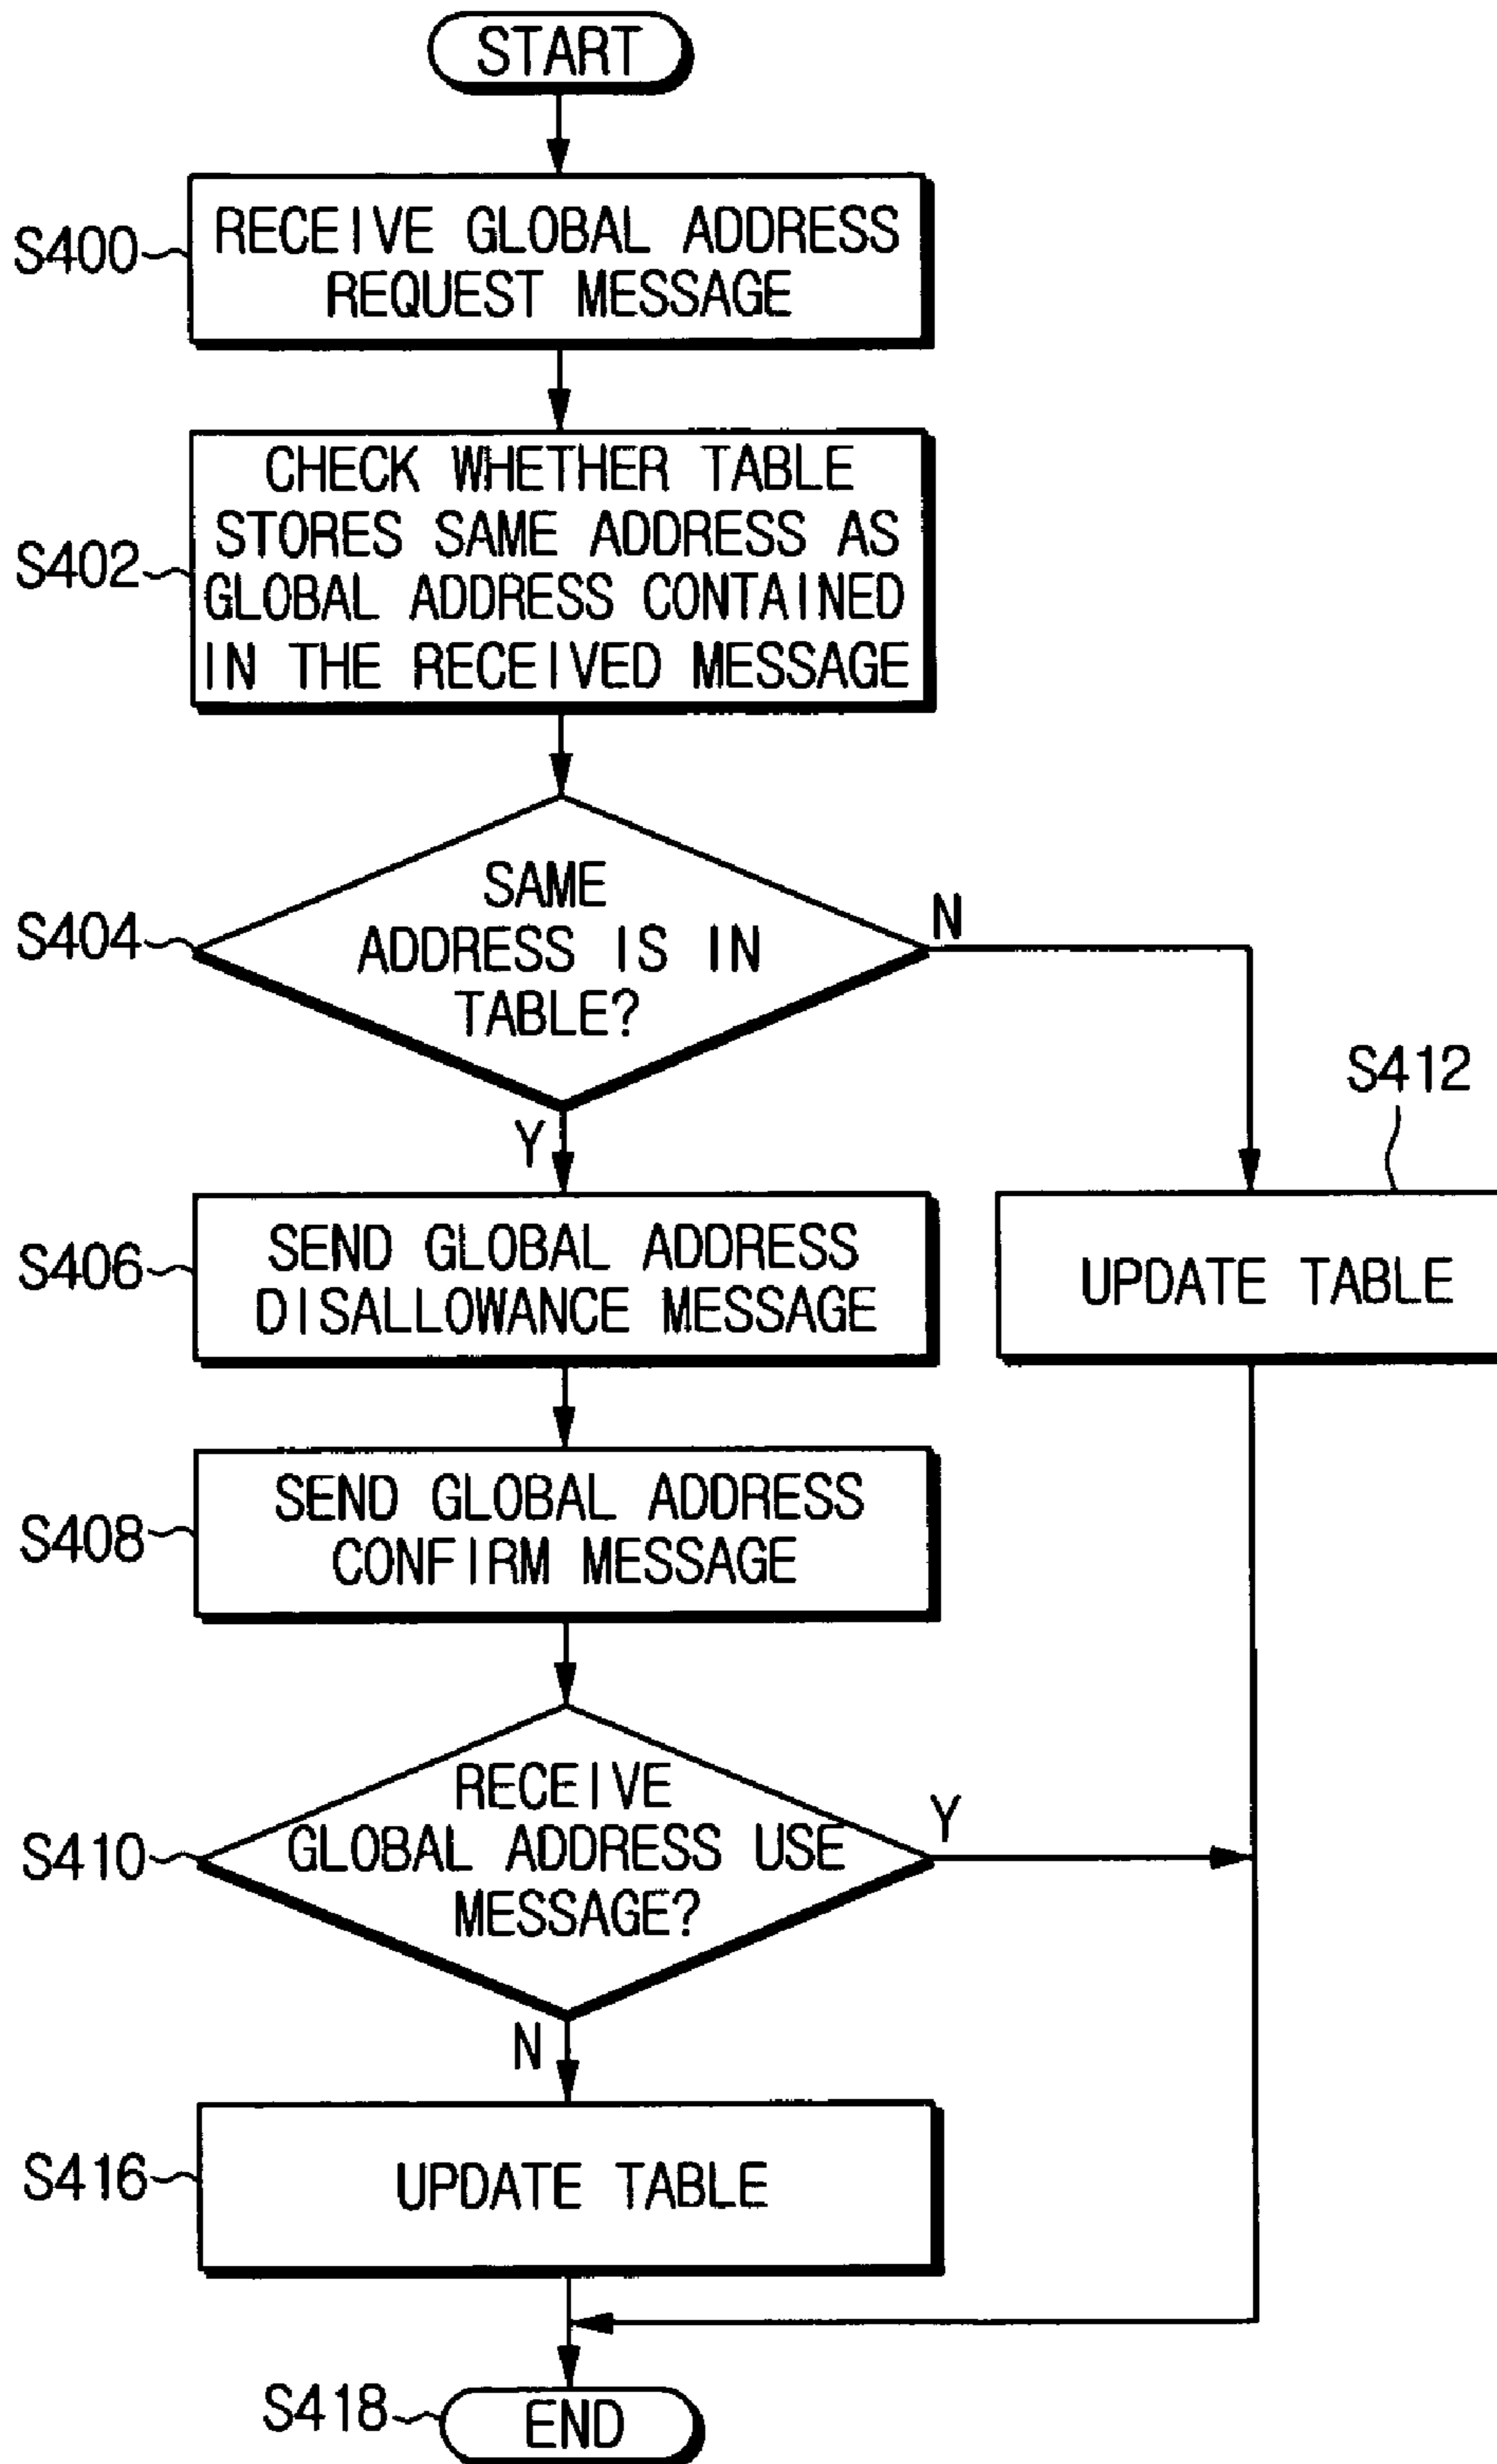 START
S400
RECEIVE GLOBAL ADDRESS
REQUEST MESSAGE
S402
CHECK WHETHER TABLE
STORES SAME ADDRESS AS
GLOBAL ADDRESS CONTAINED
IN THE RECEIVED MESSAGE
S404
SAME
ADDRESS IS IN
TABLE?
N
Y
S412
UPDATE TABLE
S406
SEND GLOBAL ADDRESS
DISALLOWANCE MESSAGE
S408
SEND GLOBAL ADDRESS
CONFIRM MESSAGE
S410
RECEIVE
GLOBAL ADDRESS USE
MESSAGE?
Y
N
S416
UPDATE TABLE
S418
END